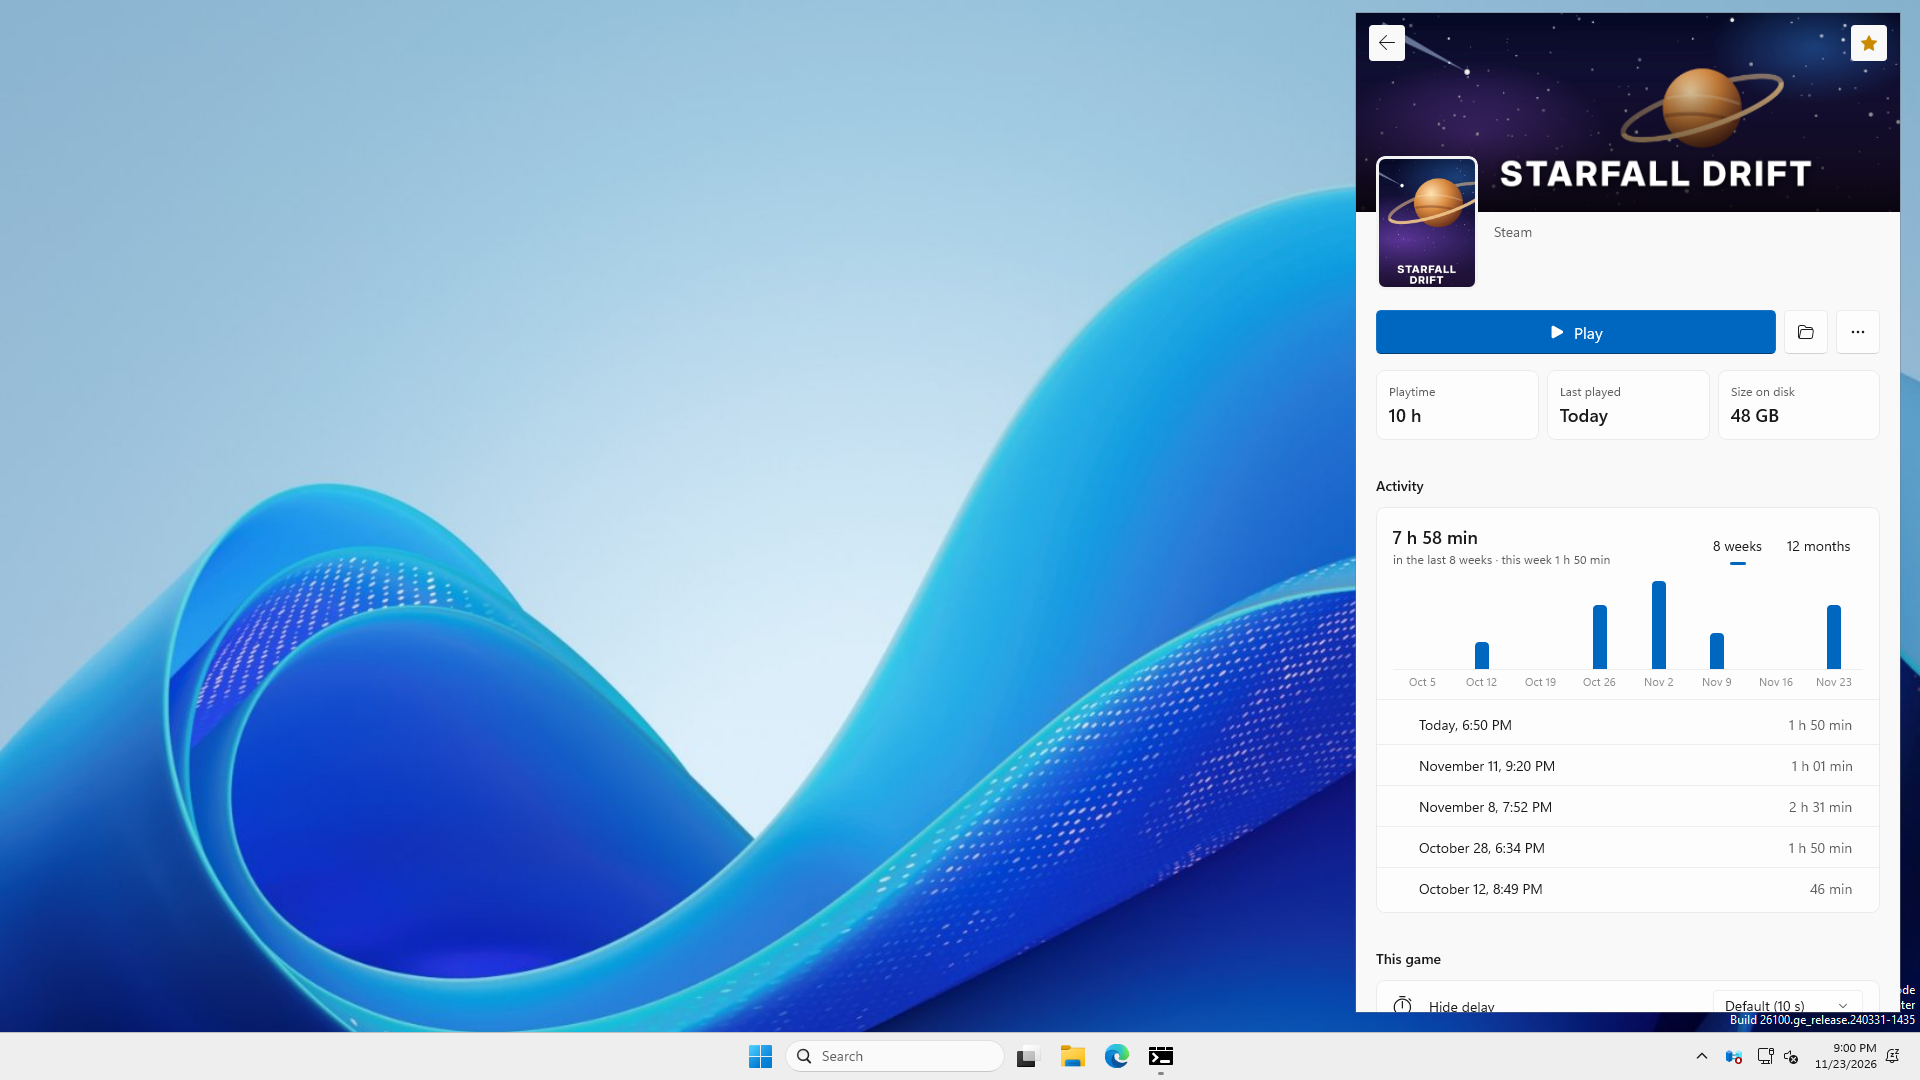 STARFALL DRIFT
STARFALL
DRIFT
Steam
Play
Playtime
10 h
Last played
Today
Size on disk
48 GB
Activity
7 h 58 min
in the last 8 weeks · this week 1 h 50 min
8 weeks
12 months
Oct 5
Oct 12
Oct 19
Oct 26
Nov 2
Nov 9
Nov 16
Nov 23
Today, 6:50 PM
1 h 50 min
November 11, 9:20 PM
1 h 01 min
November 8, 7:52 PM
2 h 31 min
October 28, 6:34 PM
1 h 50 min
October 12, 8:49 PM
46 min
This game
Hide delay
Default (10 s)
Build 26100.ge_release.240331-1435
Search
9:00 PM
11/23/2026